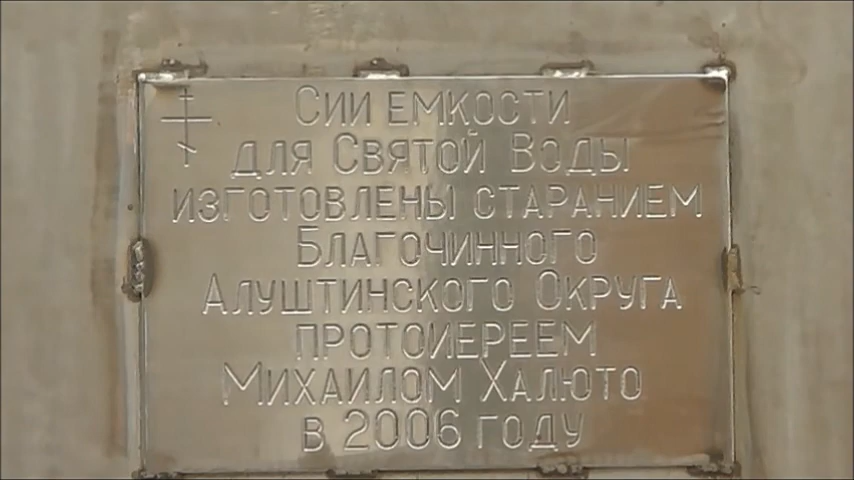 Сии емкости
для Святой Воды
изготовлены старанием
Благочинного
Алуштинского Округа
протоиереем
Михаилом Халюто
в 2006 году